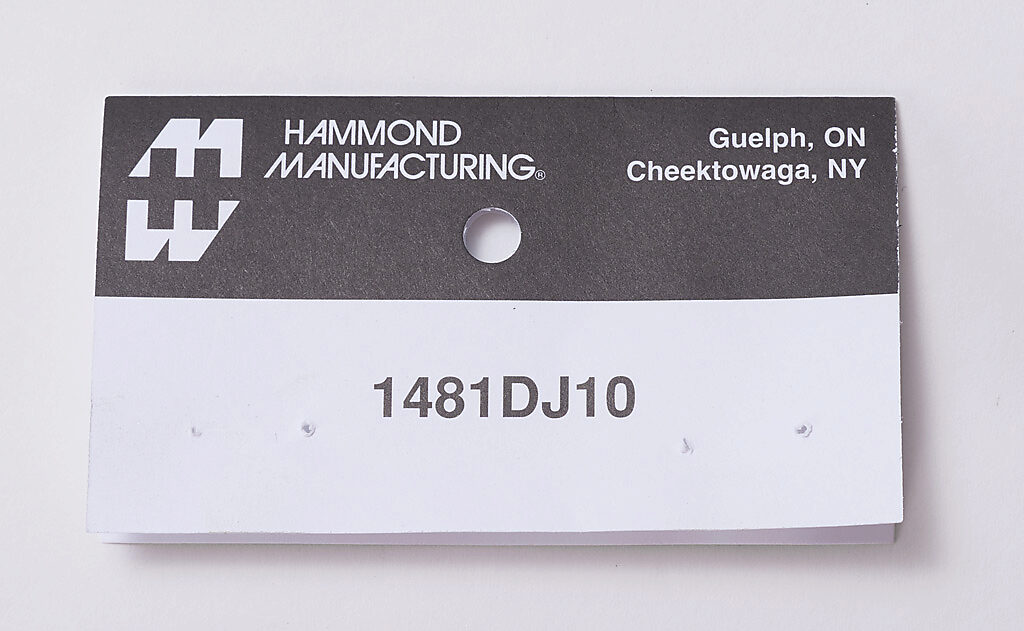 HAMMOND
MANUFACTURING®
Guelph, ON
Cheektowaga, NY
1481DJ10